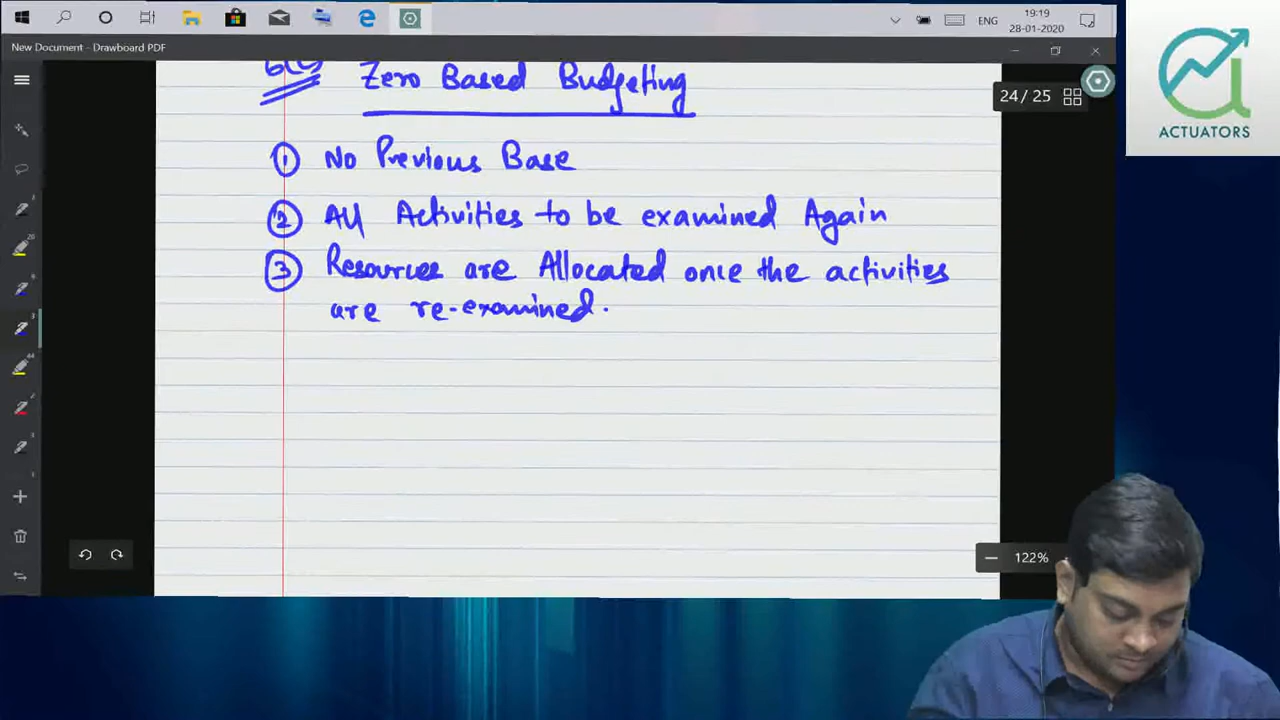 19:19
ENG
28-01-2020
New Document - Drawboard PDF
Zero Based Budgeting
24 / 25
ACTUATORS
① No Previous Base
② All Activities to be examined Again
③ Resources are Allocated once the activities
are re-examined.
122%